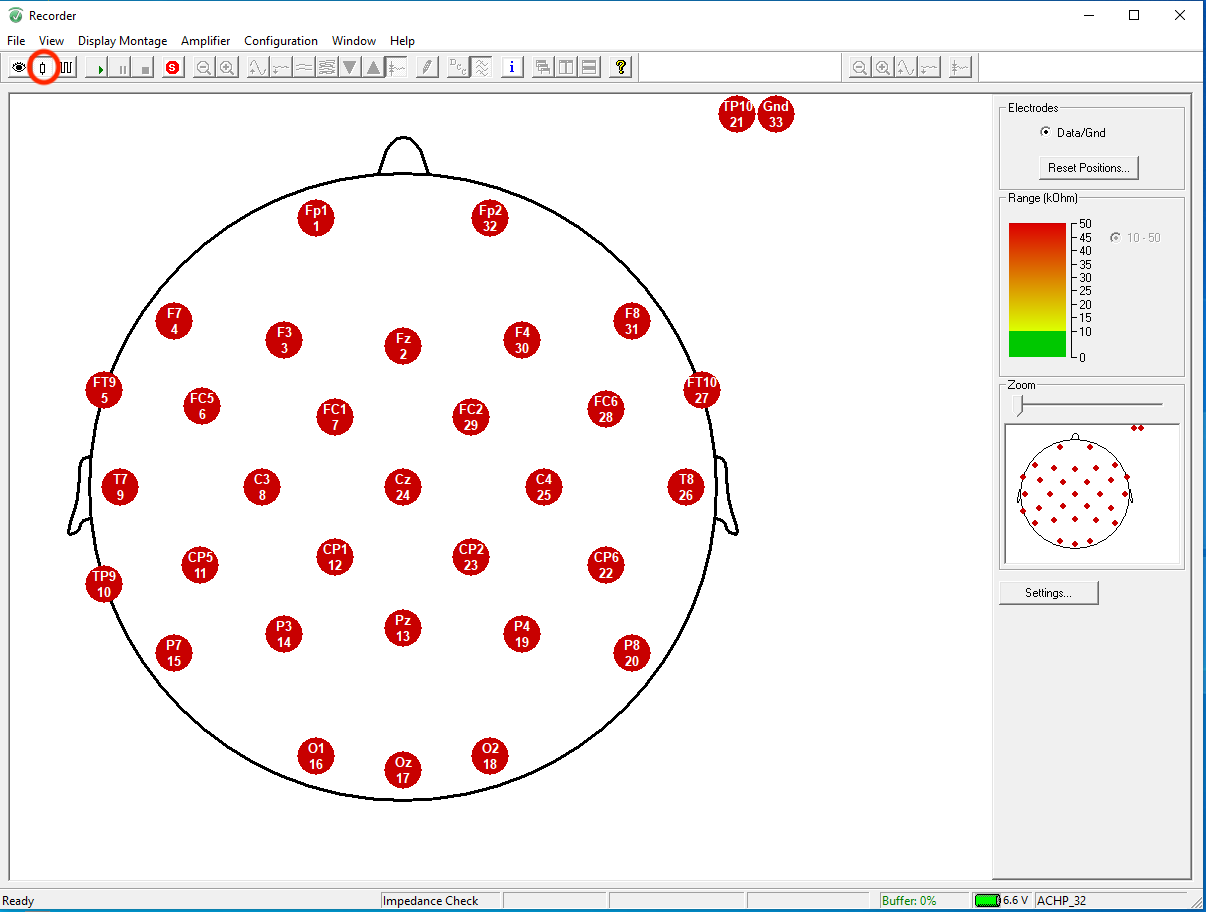 Recorder
File View Display Montage Amplifier Configuration Window Help
TP10 Gnd
21 33
Fp1 Fp2
1 32
F7 F8
4 31
F3 Fz F4
3 2 30
FT9 FT10
5 27
FC5 FC6
6 28
FC1 FC2
7 29
T7 C3 Cz C4 T8
9 8 24 25 26
CP5 CP1 CP2 CP6
11 12 23 22
TP9
10
P3 Pz P4
14 13 19
P7 P8
15 20
O1 Oz O2
16 17 18
Electrodes
Data/Gnd
Reset Positions...
Range (kOhm)
50
45
40
35
30
25
20
15
10
0
10 - 50
Zoom
Settings...
Ready Impedance Check Buffer: 0% 6.6 V ACHP_32